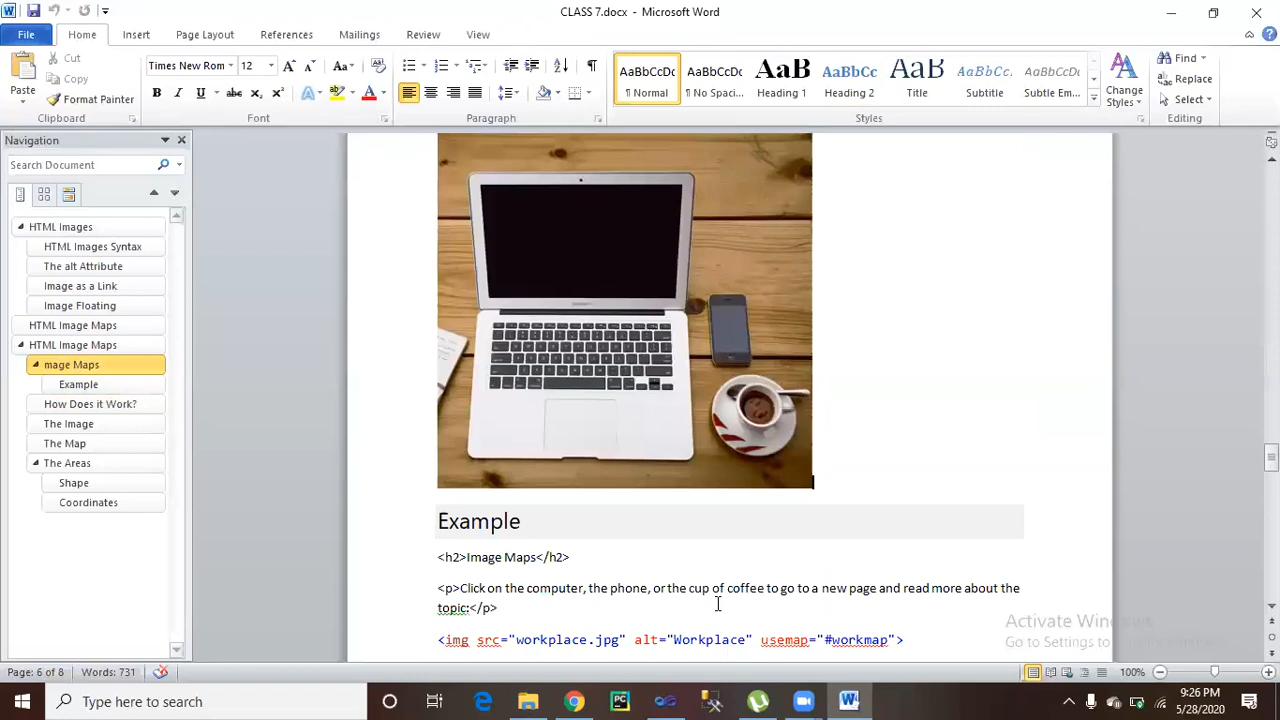 CLASS 7.docx - Microsoft Word
File Home Insert Page Layout References Mailings Review View
Cut
Copy
Format Painter
Paste
Times New Rom 12
Clipboard Font Paragraph Styles Editing
AaBbCcDc ¶ Normal
AaBbCcDc ¶ No Spaci...
AaB Heading 1
AaBbCc Heading 2
AaB Title
AaBbCc. Subtitle
AaBbCcDc Subtle Em...
Change Styles
Find
Replace
Select
Navigation
Search Document
HTML Images
HTML Images Syntax
The alt Attribute
Image as a Link
Image Floating
HTML Image Maps
HTML Image Maps
mage Maps
Example
How Does it Work?
The Image
The Map
The Areas
Shape
Coordinates
Example
<h2>Image Maps</h2>
<p>Click on the computer, the phone, or the cup of coffee to go to a new page and read more about the
topic:</p>
<img src="workplace.jpg" alt="Workplace" usemap="#workmap">
Activate Windows
Go to Settings to
Page: 6 of 8 Words: 731
100%
Type here to search
9:26 PM
5/28/2020